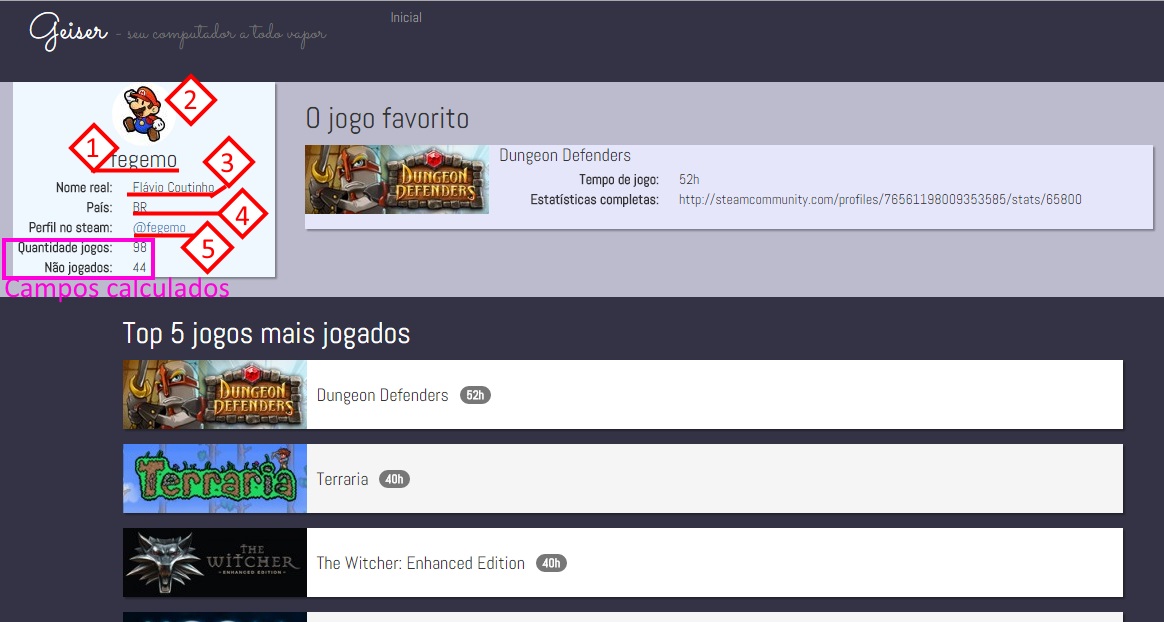 Geiser - seu computador a todo vapor
Inicial
2
1
fegemo
3
Nome real: Flávio Coutinho
País: BR
4
Perfil no steam: @fegemo
5
Quantidade jogos: 98
Não jogados: 44
Campos calculados
O jogo favorito
DUNGEON
DEFENDERS
Dungeon Defenders
Tempo de jogo: 52h
Estatísticas completas: http://steamcommunity.com/profiles/76561198009353585/stats/65800
Top 5 jogos mais jogados
DUNGEON
DEFENDERS
Dungeon Defenders 52h
Terraria
Terraria 40h
THE
WITCHER
ENHANCED EDITION
The Witcher: Enhanced Edition 40h